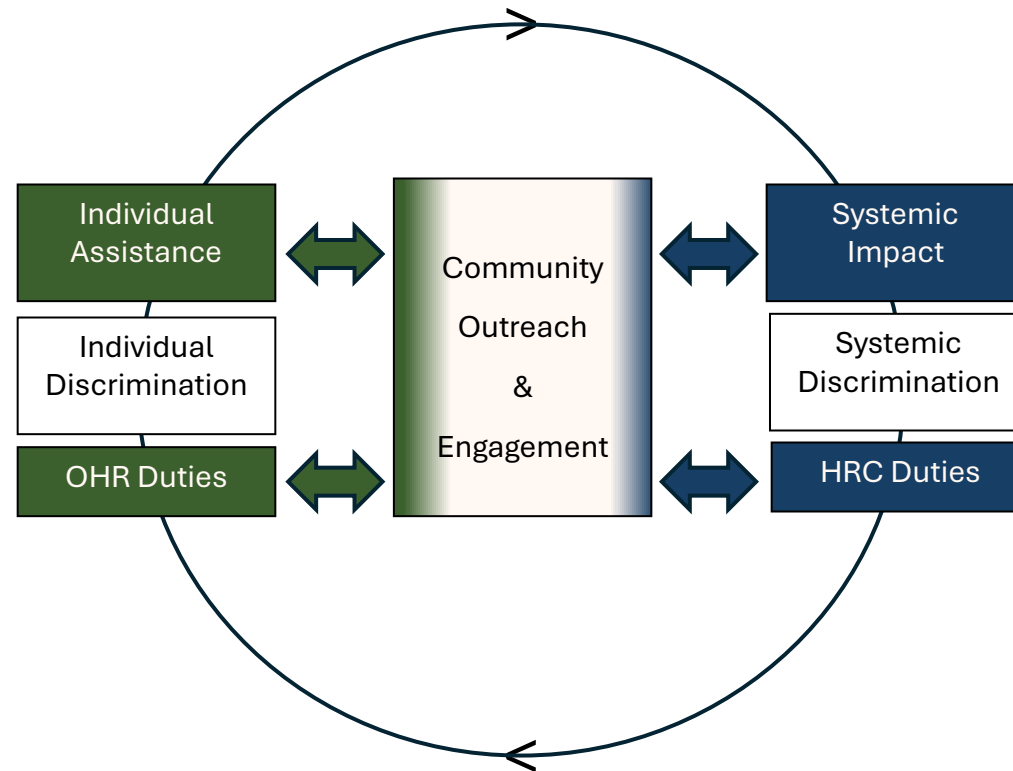 Individual
Assistance
Individual
Discrimination
OHR Duties
Community
Outreach
&
Engagement
Systemic
Impact
Systemic
Discrimination
HRC Duties